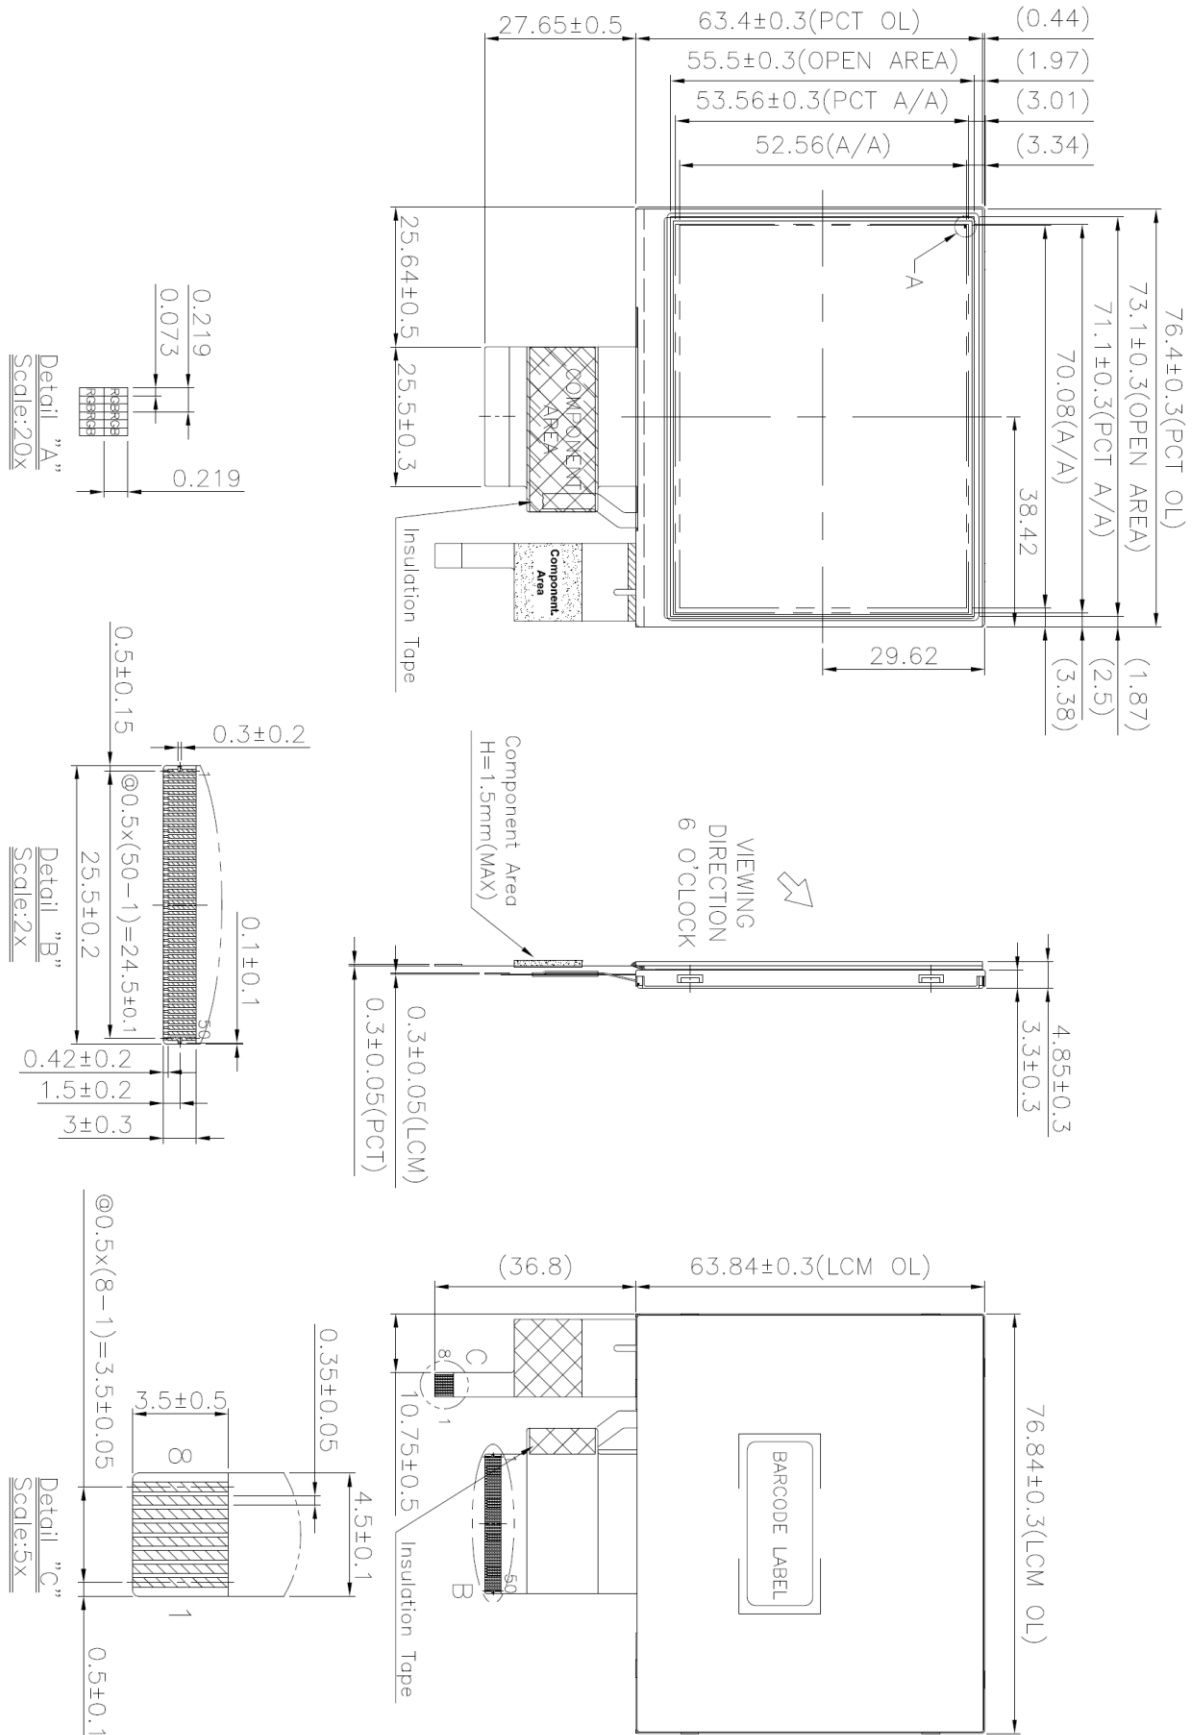 27.65±0.5
63.4±0.3(PCT OL)
(0.44)
55.5±0.3(OPEN AREA)
(1.97)
53.56±0.3(PCT A/A)
(3.01)
52.56(A/A)
(3.34)
76.4±0.3(PCT OL)
73.1±0.3(OPEN AREA)
71.1±0.3(PCT A/A)
70.08(A/A)
38.42
A
25.64±0.5
25.5±0.3
COMPONENT
AREA
Component
Area
Insulation Tape
29.62
(1.87)
(2.5)
(3.38)
0.219
0.073
RGBRGB
RGBRGB
0.219
Detail "A"
Scale:20x
0.5±0.15
0.3±0.2
1
@0.5x(50-1)=24.5±0.1
25.5±0.2
0.1±0.1
50
0.42±0.2
1.5±0.2
3±0.3
Detail "B"
Scale:2x
Component Area
H=1.5mm(MAX)
VIEWING
DIRECTION
6 O'CLOCK
4.85±0.3
3.3±0.3
0.3±0.05(LCM)
0.3±0.05(PCT)
(36.8)
63.84±0.3(LCM OL)
76.84±0.3(LCM OL)
BARCODE LABEL
8
C
1
10.75±0.5
50
B
Insulation Tape
@0.5x(8-1)=3.5±0.05
0.35±0.05
3.5±0.5
8
4.5±0.1
1
0.5±0.1
Detail "C"
Scale:5x